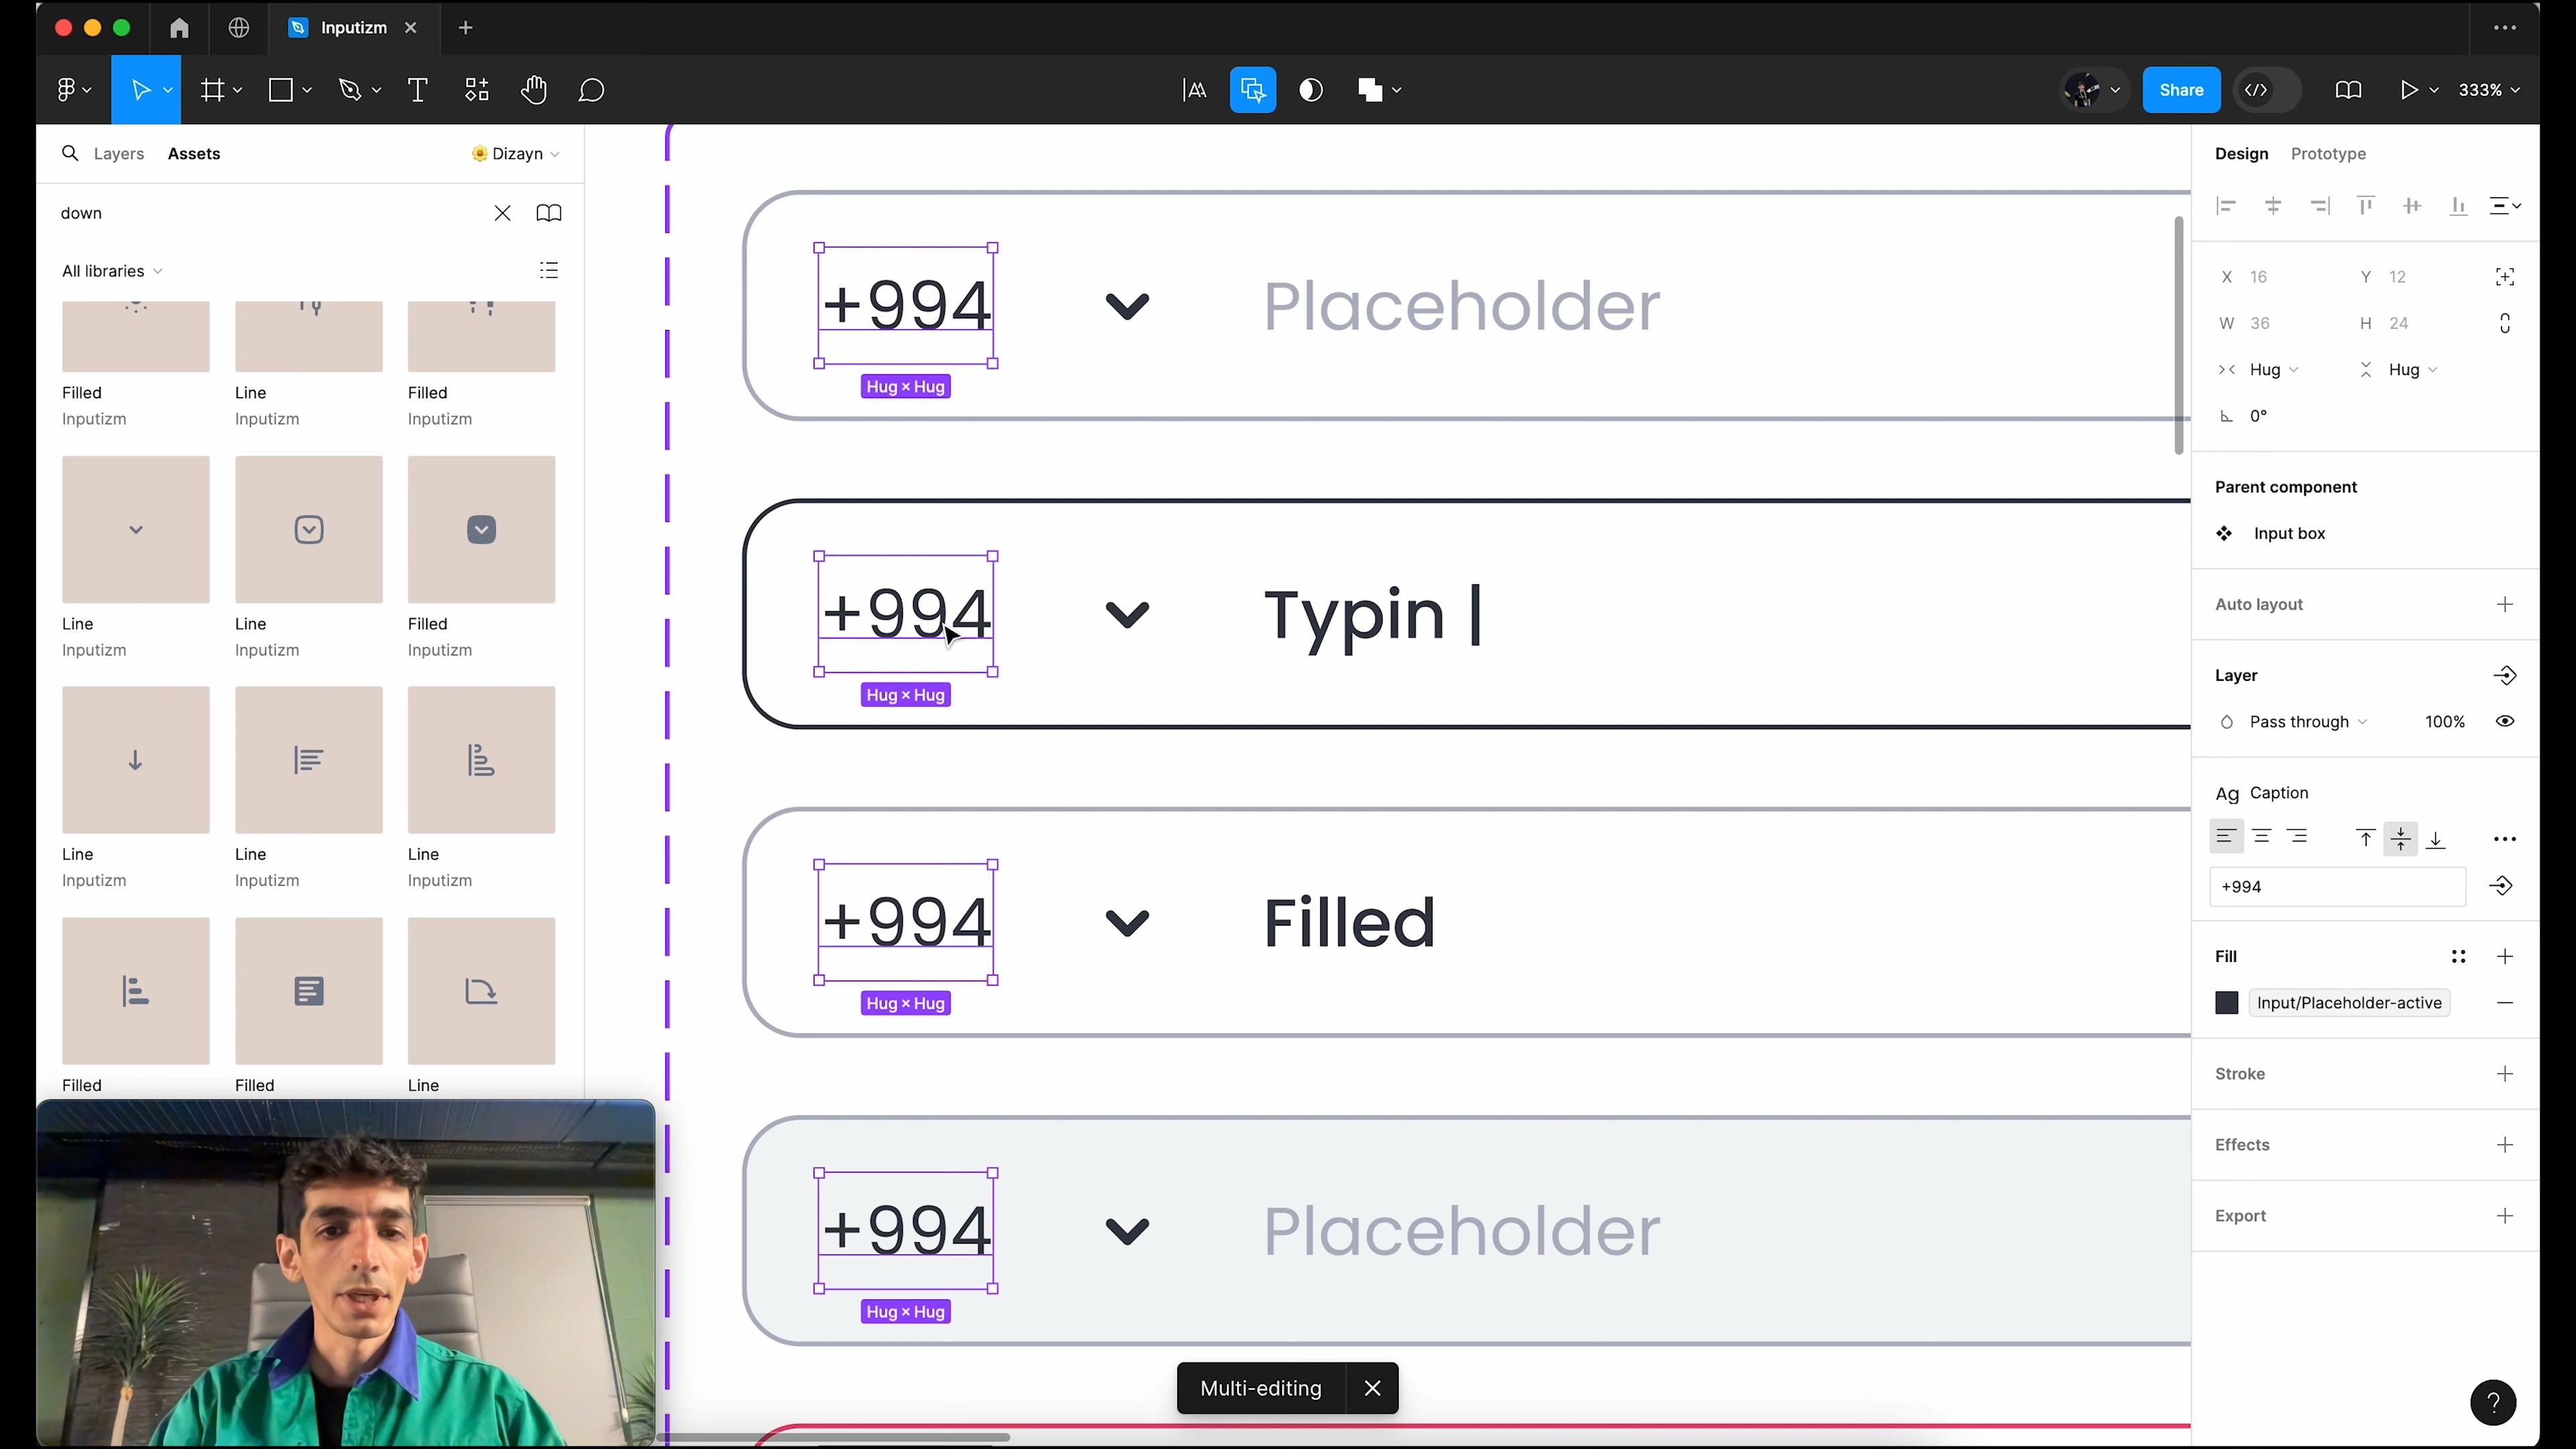 Inputizm
Share
333%
Layers
Assets
Dizayn
down
All libraries
Filled
Inputizm
Line
Inputizm
Filled
Inputizm
Line
Inputizm
Line
Inputizm
Filled
Inputizm
Line
Inputizm
Line
Inputizm
Line
Inputizm
Filled
Filled
Line
+994
Placeholder
Hug × Hug
+994
Typin |
Hug × Hug
+994
Filled
Hug × Hug
+994
Placeholder
Hug × Hug
Multi-editing
Design
Prototype
X 16
Y 12
W 36
H 24
Hug
Hug
0°
Parent component
Input box
Auto layout
Layer
Pass through
100%
Ag Caption
+994
Fill
Input/Placeholder-active
Stroke
Effects
Export
?